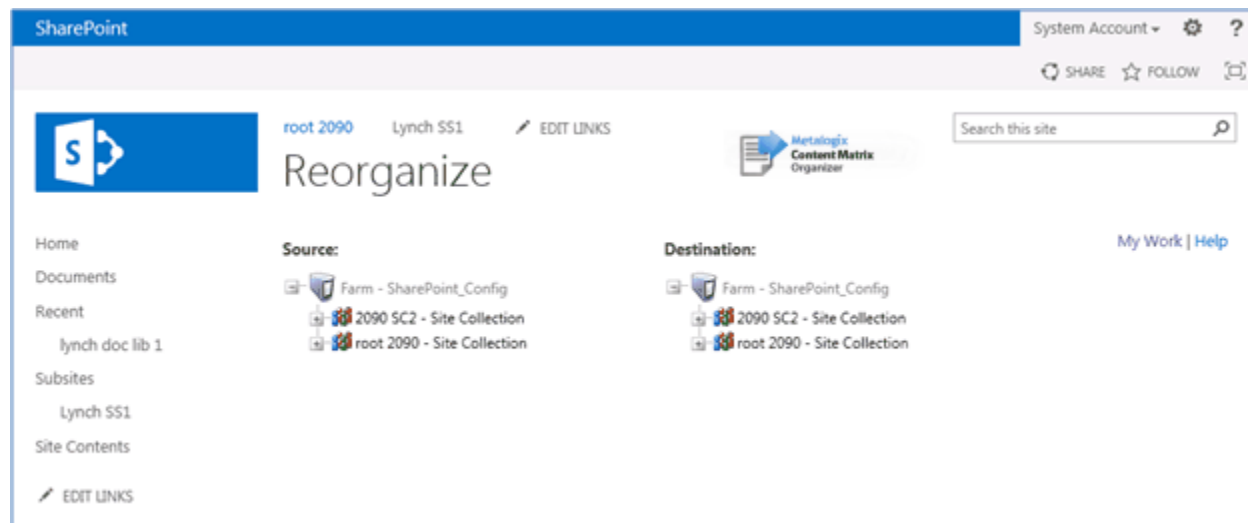 SharePoint
System Account
?
SHARE FOLLOW
root 2090 Lynch SS1 EDIT LINKS
Search this site
S
Metalogix
Content Matrix
Organizer
Reorganize
Home
Documents
Recent
lynch doc lib 1
Subsites
Lynch SS1
Site Contents
EDIT LINKS
Source:
Farm - SharePoint_Config
2090 SC2 - Site Collection
root 2090 - Site Collection
Destination:
Farm - SharePoint_Config
2090 SC2 - Site Collection
root 2090 - Site Collection
My Work | Help